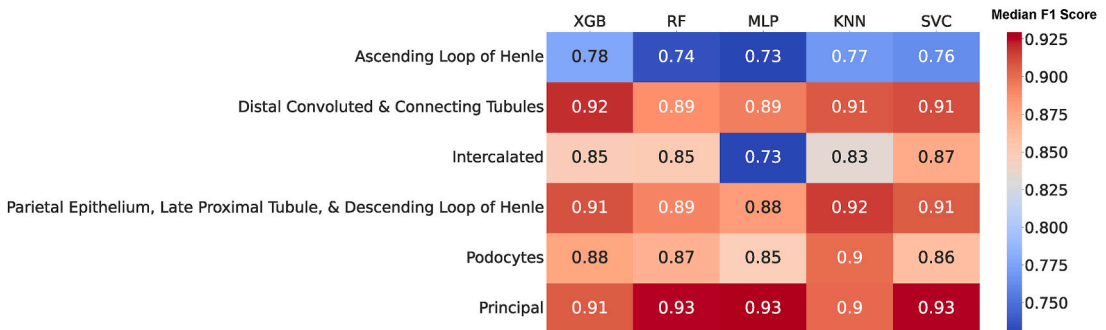 XGB RF MLP KNN SVC Median F1 Score
Ascending Loop of Henle 0.78 0.74 0.73 0.77 0.76
Distal Convoluted & Connecting Tubules 0.92 0.89 0.89 0.91 0.91
Intercalated 0.85 0.85 0.73 0.83 0.87
Parietal Epithelium, Late Proximal Tubule, & Descending Loop of Henle 0.91 0.89 0.88 0.92 0.91
Podocytes 0.88 0.87 0.85 0.9 0.86
Principal 0.91 0.93 0.93 0.9 0.93
0.925
0.900
0.875
0.850
0.825
0.800
0.775
0.750